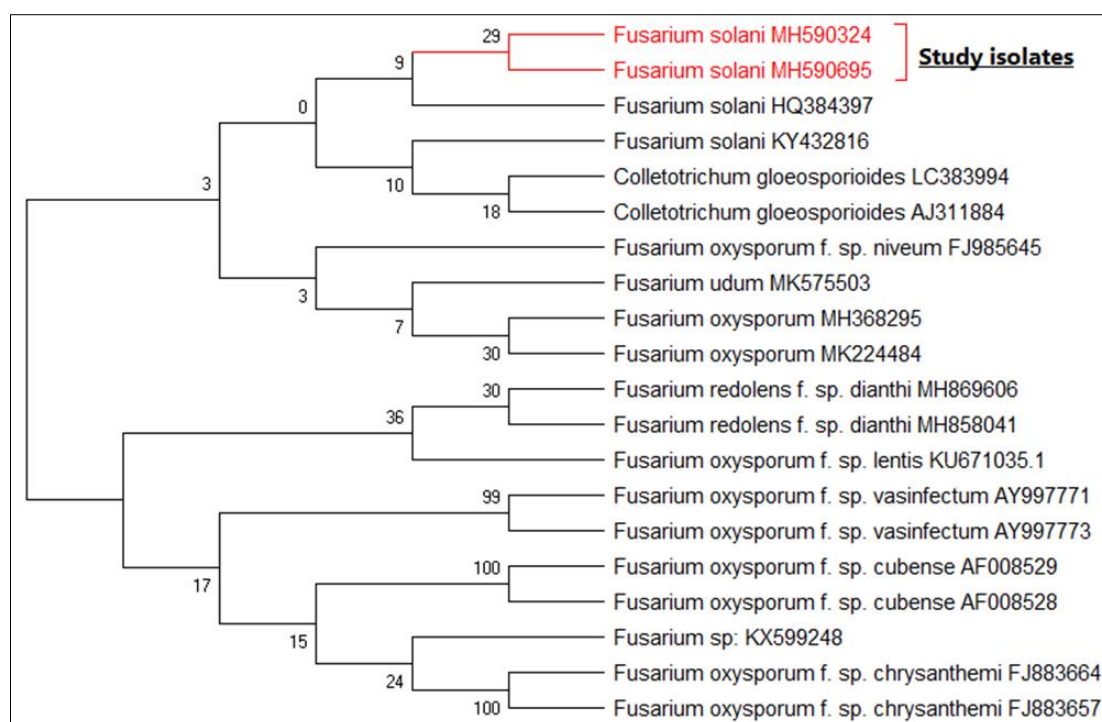 29
Fusarium solani MH590324
Study isolates
9
Fusarium solani MH590695
0
Fusarium solani HQ384397
Fusarium solani KY432816
3
10
Colletotrichum gloeosporioides LC383994
18
Colletotrichum gloeosporioides AJ311884
Fusarium oxysporum f. sp. niveum FJ985645
3
Fusarium udum MK575503
7
Fusarium oxysporum MH368295
30
Fusarium oxysporum MK224484
30
Fusarium redolens f. sp. dianthi MH869606
36
Fusarium redolens f. sp. dianthi MH858041
Fusarium oxysporum f. sp. lentis KU671035.1
99
Fusarium oxysporum f. sp. vasinfectum AY997771
Fusarium oxysporum f. sp. vasinfectum AY997773
100
Fusarium oxysporum f. sp. cubense AF008529
17
Fusarium oxysporum f. sp. cubense AF008528
15
Fusarium sp: KX599248
24
Fusarium oxysporum f. sp. chrysanthemi FJ883664
100
Fusarium oxysporum f. sp. chrysanthemi FJ883657